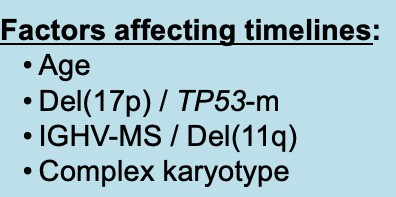 Factors affecting timelines:
• Age
• Del(17p) / TP53-m
• IGHV-MS / Del(11q)
• Complex karyotype